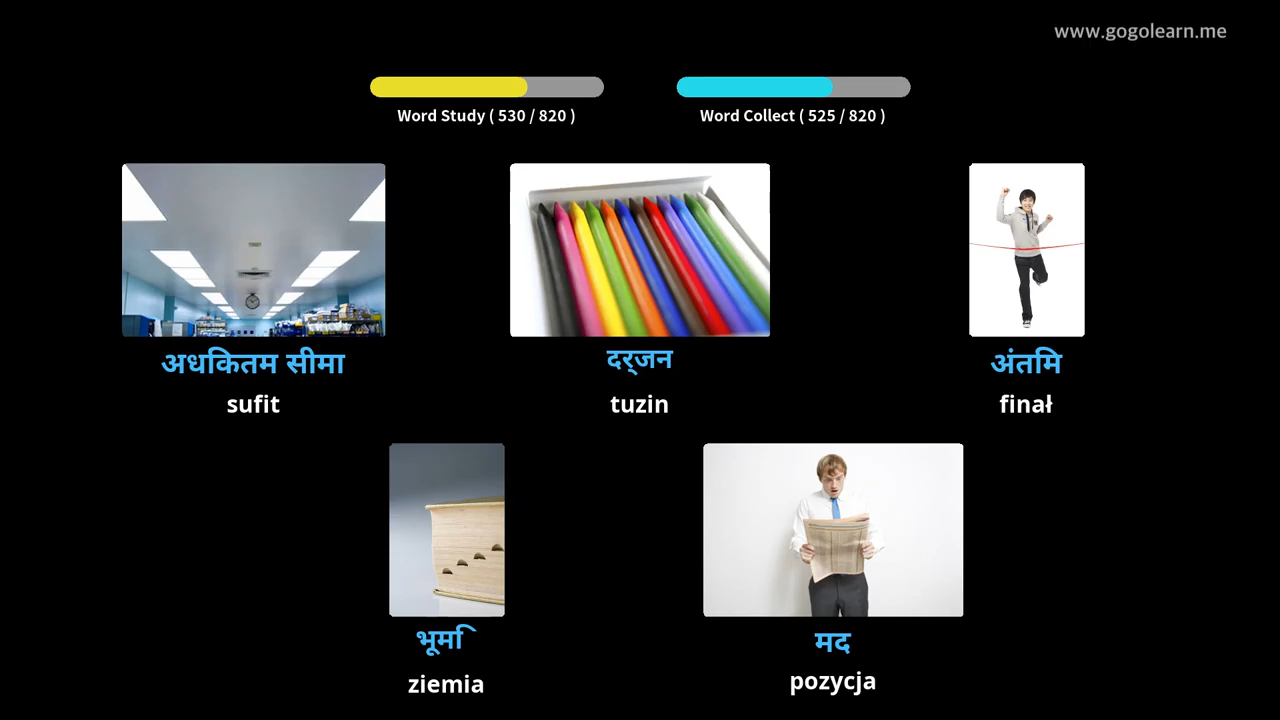 www.gogolearn.me
Word Study ( 530 / 820 )
Word Collect ( 525 / 820 )
अधकितम सीमा
sufit
दर्जन
tuzin
अंतमि
finał
भूमि
ziemia
मद
pozycja